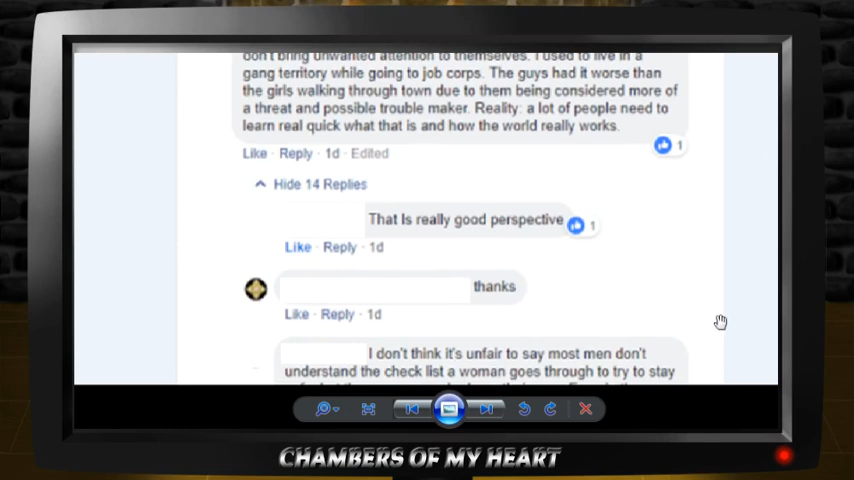 don't bring unwanted attention to themselves. I used to live in a
gang territory while going to job corps. The guys had it worse than
the girls walking through town due to them being considered more of
a threat and possible trouble maker. Reality: a lot of people need to
learn real quick what that is and how the world really works.
1
Like · Reply · 1d · Edited
Hide 14 Replies
That Is really good perspective
1
Like · Reply · 1d
thanks
Like · Reply · 1d
I don't think it's unfair to say most men don't
understand the check list a woman goes through to try to stay
CHAMBERS OF MY HEART